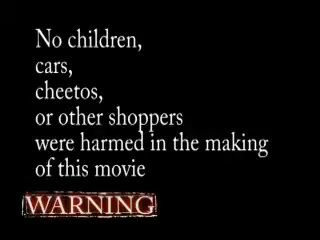 No children,
cars,
cheetos,
or other shoppers
were harmed in the making
of this movie
WARNING